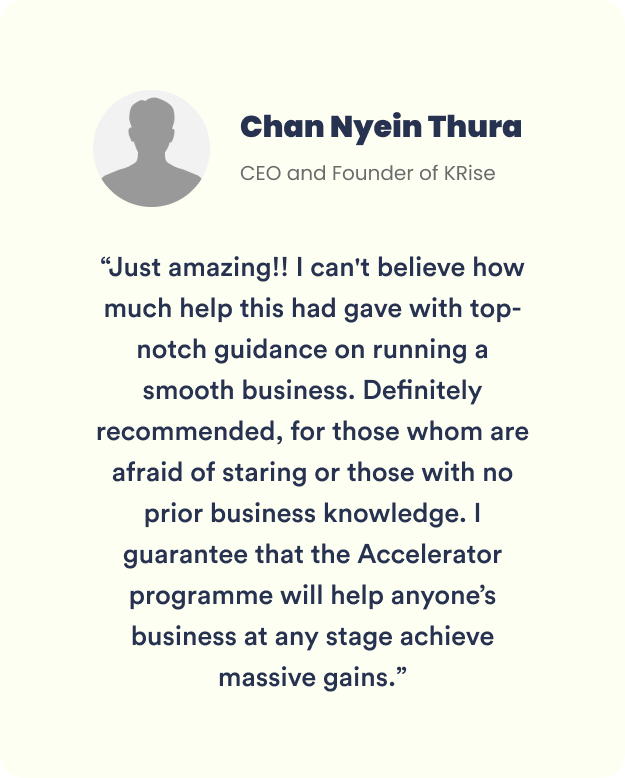 Chan Nyein Thura
CEO and Founder of KRise
“Just amazing!! I can't believe how
much help this had gave with top-
notch guidance on running a
smooth business. Definitely
recommended, for those whom are
afraid of staring or those with no
prior business knowledge. I
guarantee that the Accelerator
programme will help anyone’s
business at any stage achieve
massive gains.”